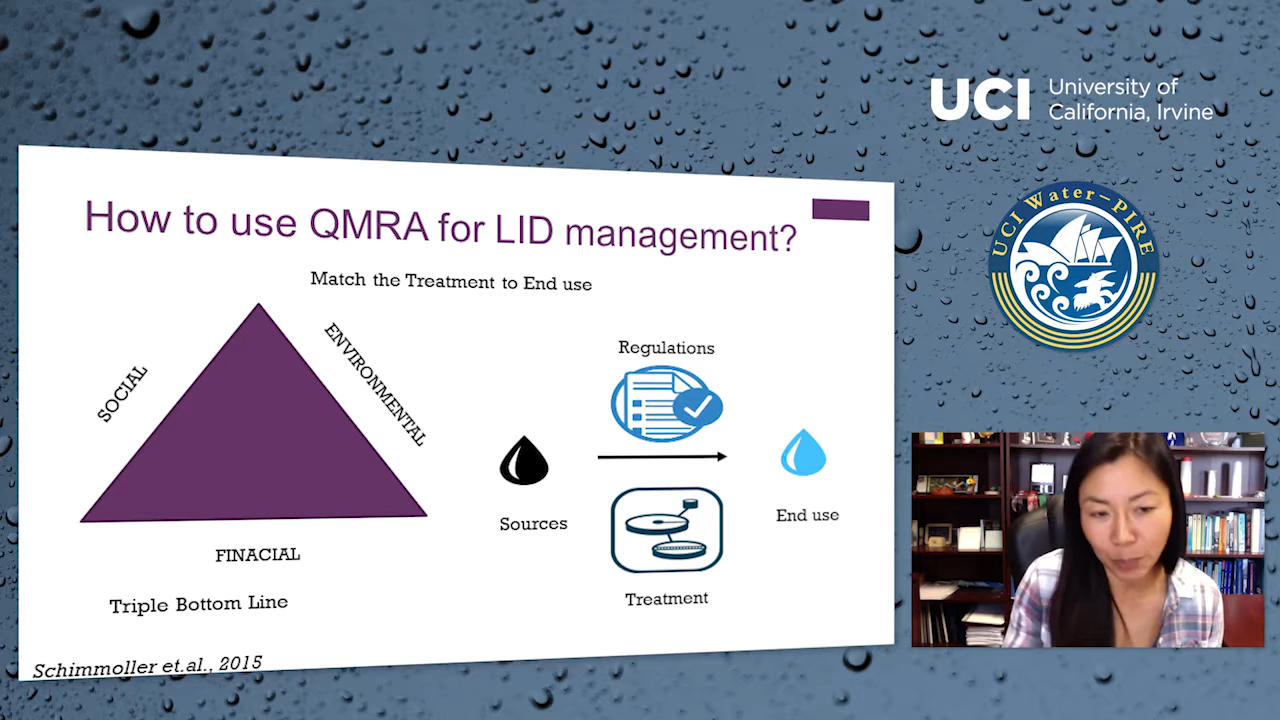 UCI University of
California, Irvine
UCI Water-PIRE
How to use QMRA for LID management?
Match the Treatment to End use
SOCIAL
ENVIRONMENTAL
FINACIAL
Triple Bottom Line
Regulations
Sources
End use
Treatment
Schimmoller et.al., 2015